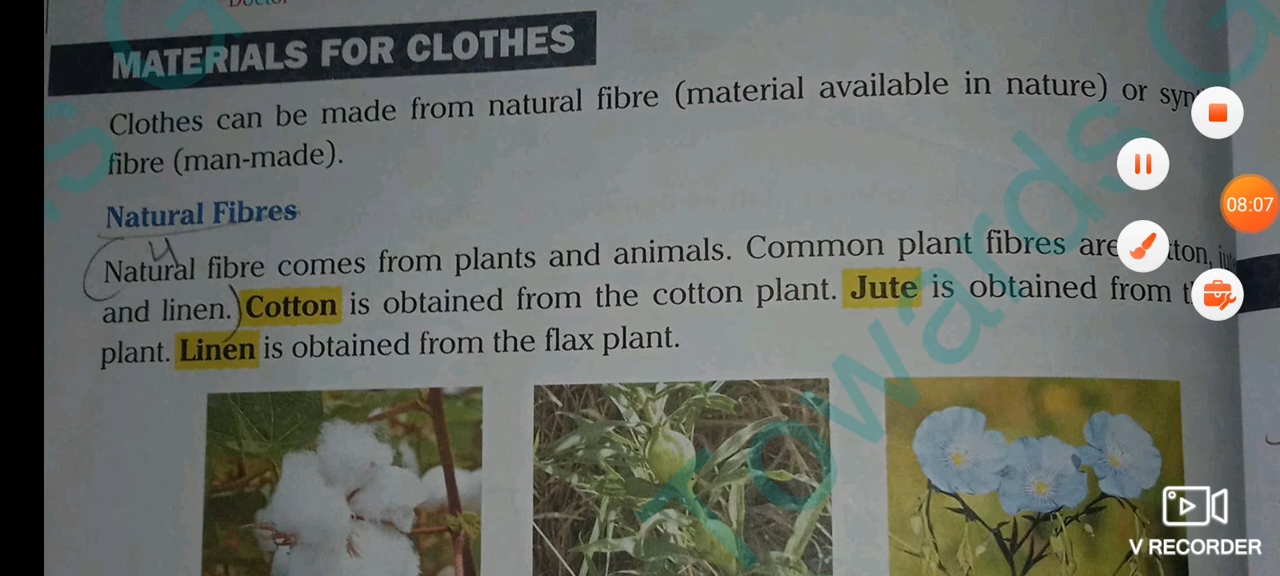 MATERIALS FOR CLOTHES
Clothes can be made from natural fibre (material available in nature) or
fibre (man-made).
Natural Fibres
Natural fibre comes from plants and animals. Common plant fibres are
and linen. Cotton is obtained from the cotton plant. Jute is obtained from
plant. Linen is obtained from the flax plant.
08:07
V RECORDER
Towards G